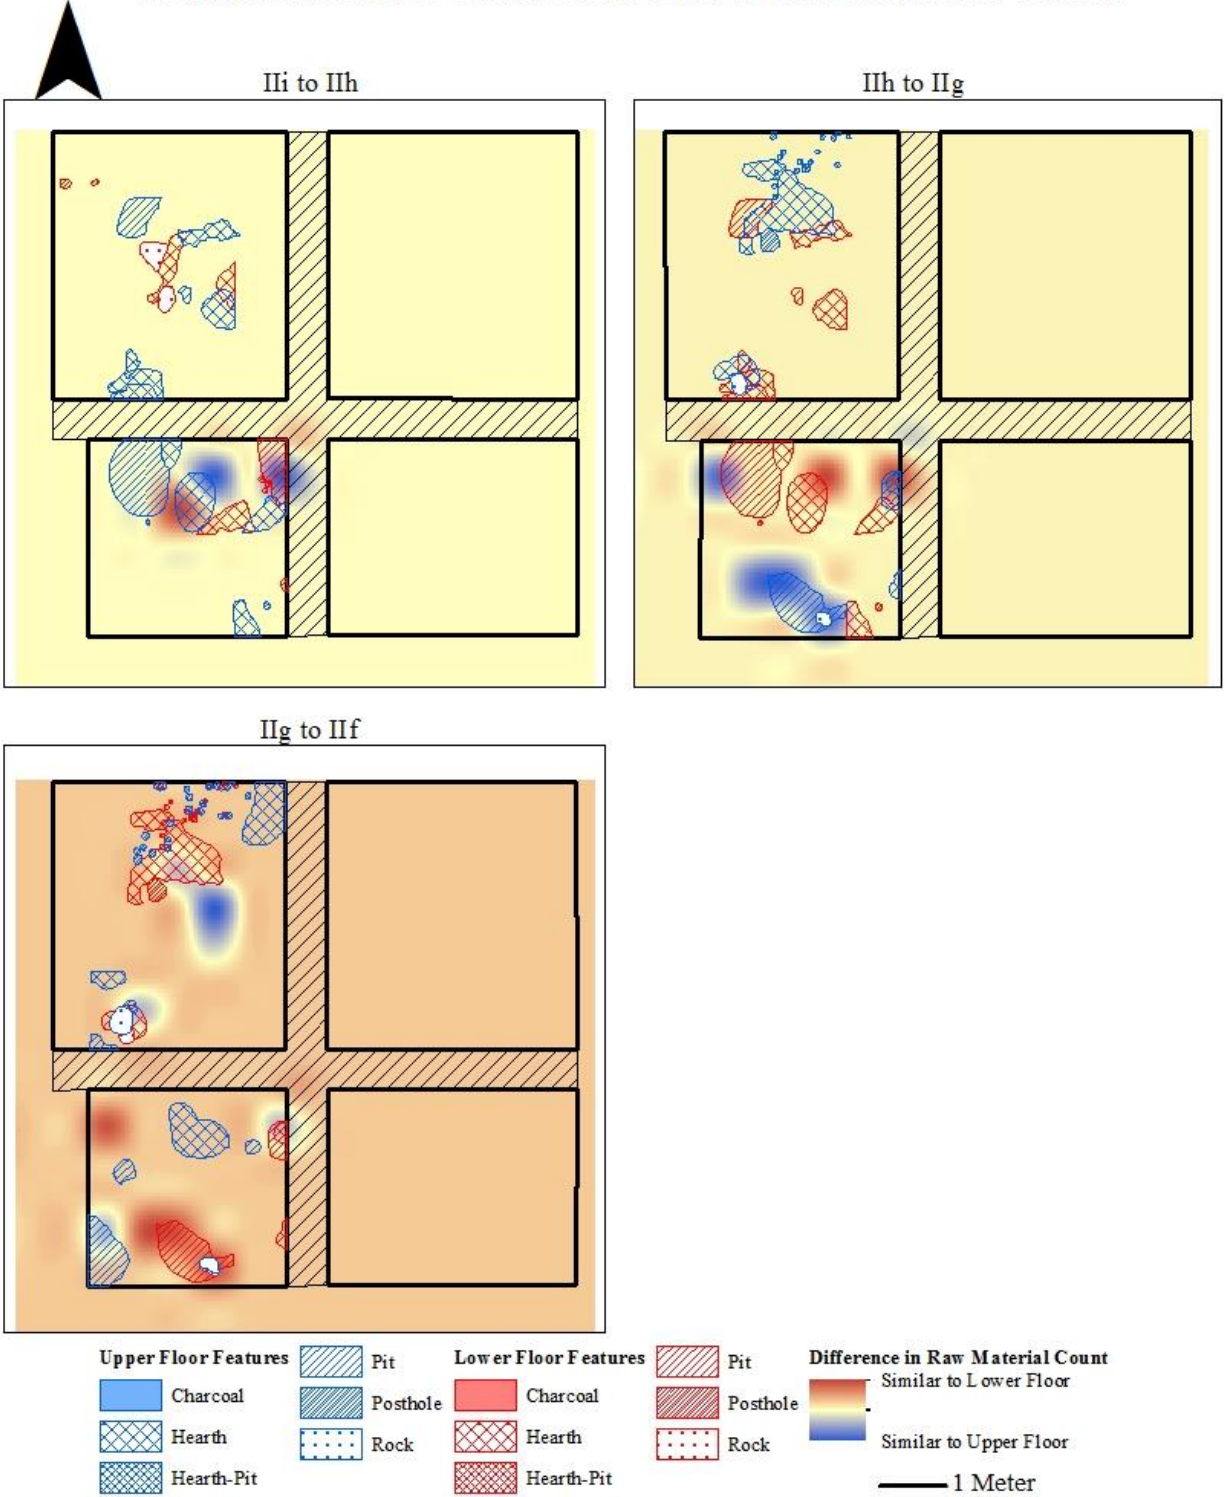 IIi to IIh
IIh to IIg
IIg to IIf
Upper Floor Features
Charcoal
Hearth
Hearth-Pit
Pit
Posthole
Rock
Lower Floor Features
Charcoal
Hearth
Hearth-Pit
Pit
Posthole
Rock
Difference in Raw Material Count
Similar to Lower Floor
Similar to Upper Floor
1 Meter